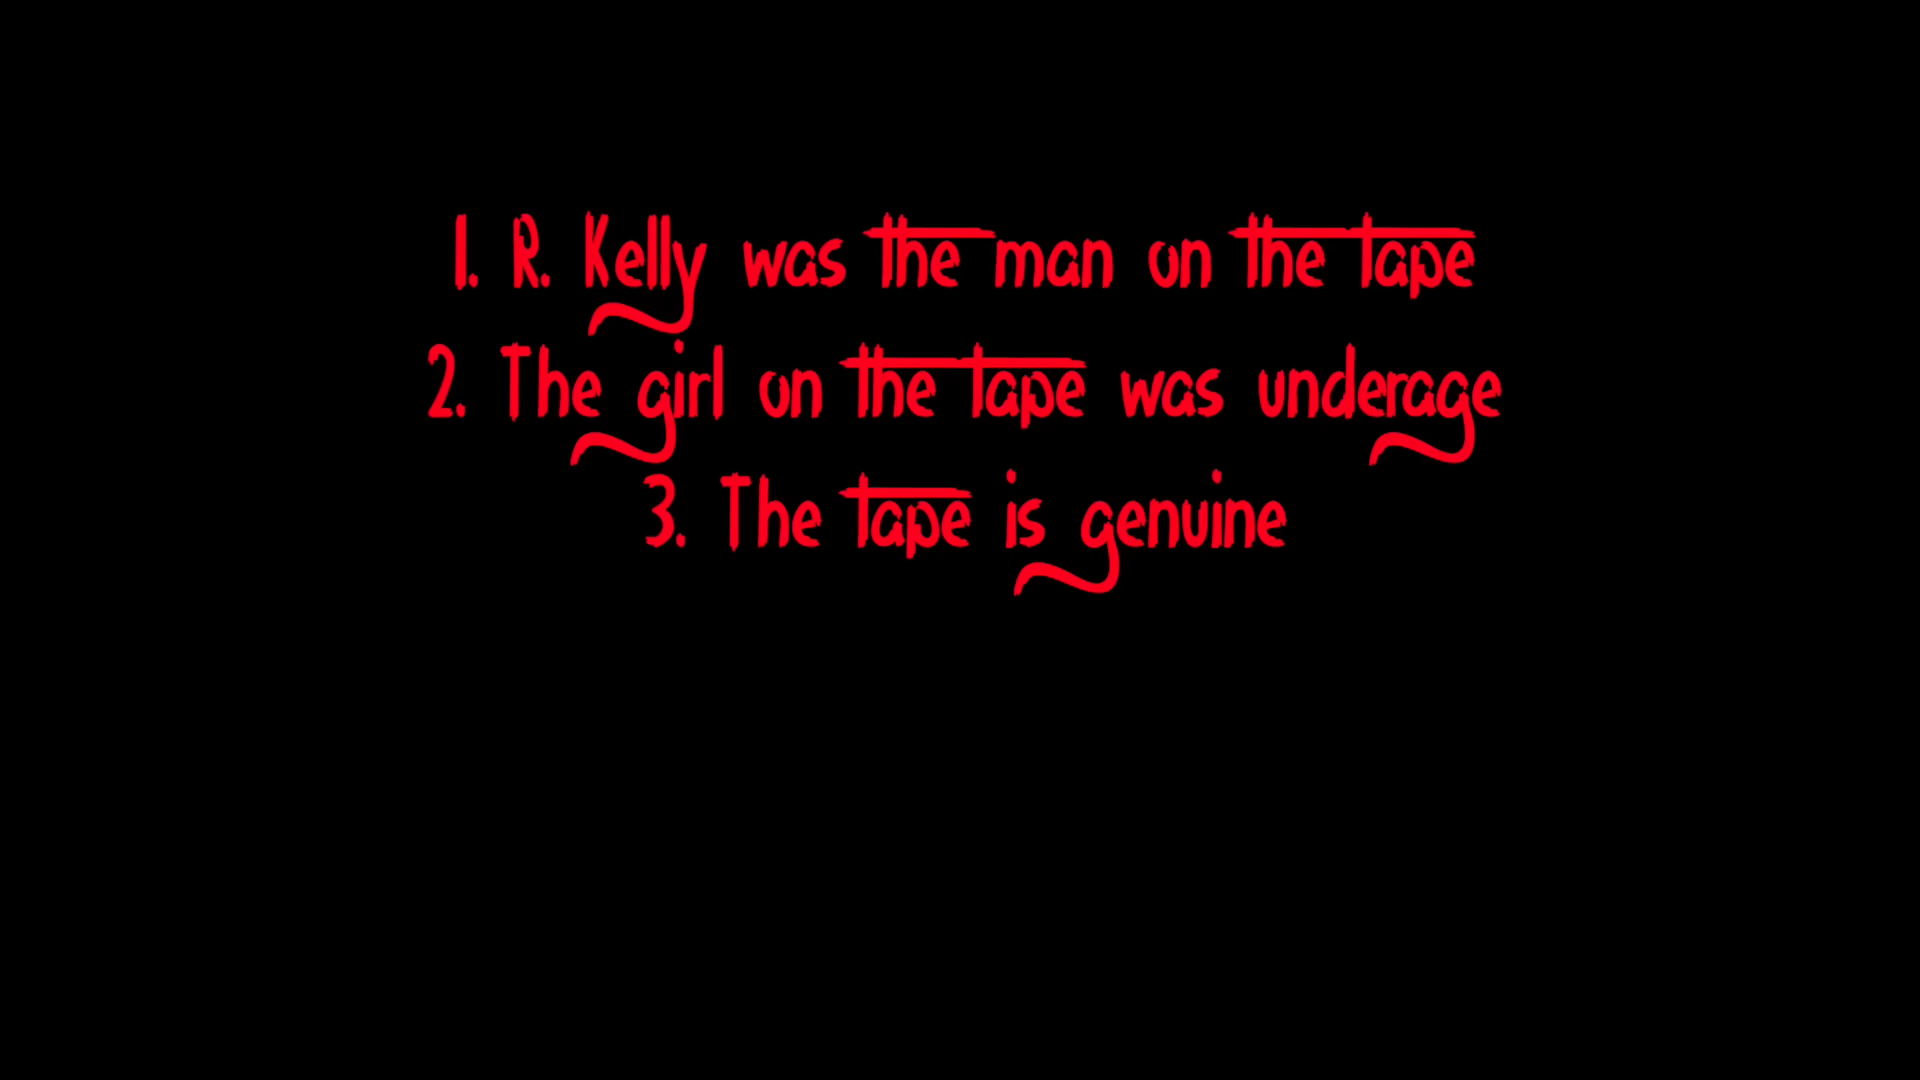 1. R. Kelly was the man on the tape
2. The girl on the tape was underage
3. The tape is genuine